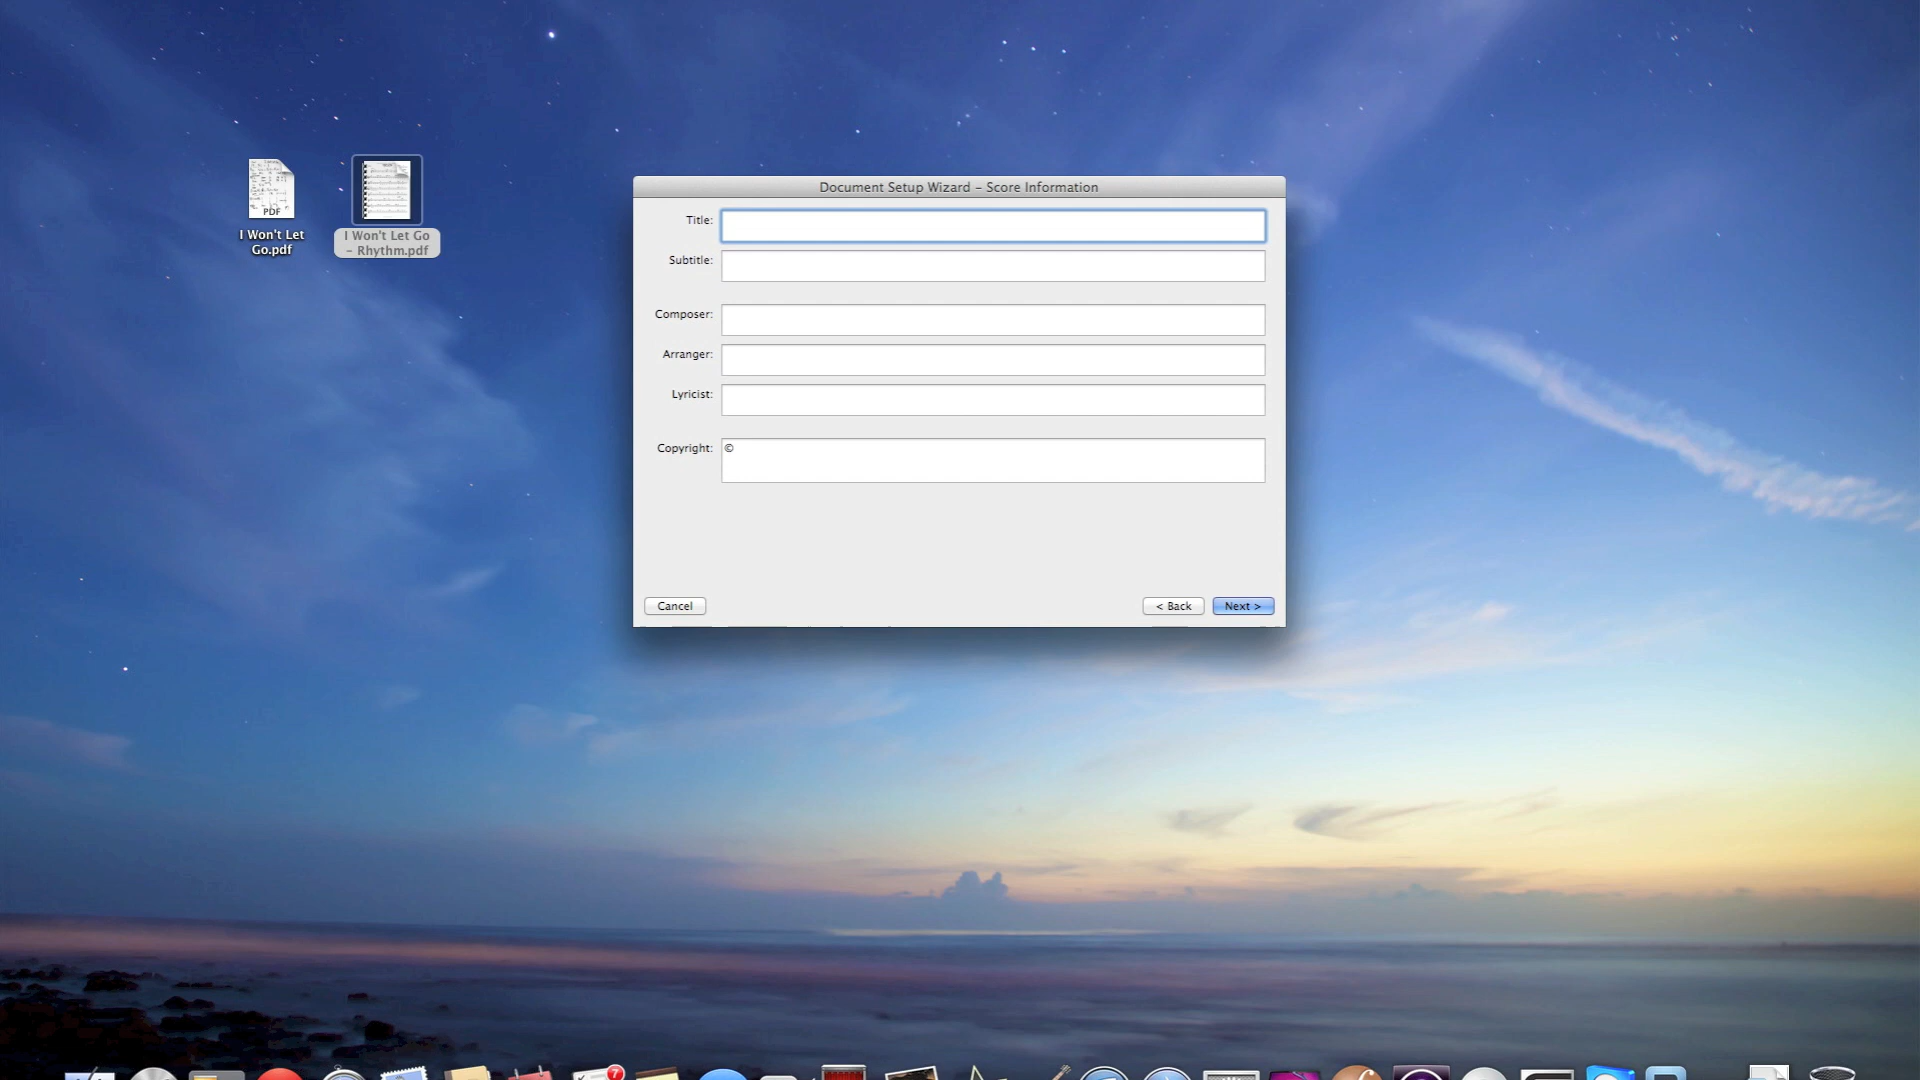 Document Setup Wizard – Score Information
Title:
Subtitle:
Composer:
Arranger:
Lyricist:
Copyright: ©
Cancel
< Back
Next >
PDF
I Won't Let
Go.pdf
I Won't Let Go
– Rhythm.pdf
7